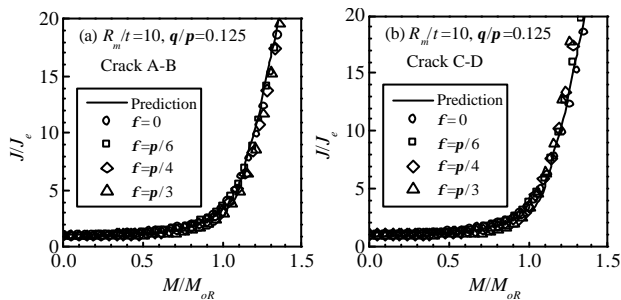 (a) R_m/t=10, q/p=0.125
Crack A-B
Prediction
f=0
f=p/6
f=p/4
f=p/3
J/J_e
20
15
10
5
0
0.0 0.5 1.0 1.5
M/M_oR
(b) R_m/t=10, q/p=0.125
Crack C-D
Prediction
f=0
f=p/6
f=p/4
f=p/3
J/J_e
20
15
10
5
0
0.0 0.5 1.0 1.5
M/M_oR